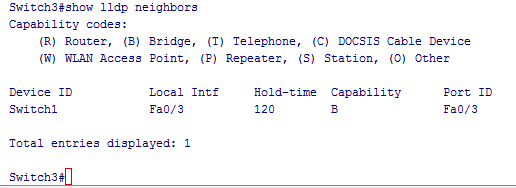 Switch3#show lldp neighbors
Capability codes:
    (R) Router, (B) Bridge, (T) Telephone, (C) DOCSIS Cable Device
    (W) WLAN Access Point, (P) Repeater, (S) Station, (O) Other
Device ID           Local Intf     Hold-time  Capability      Port ID
Switch1             Fa0/3          120        B               Fa0/3
Total entries displayed: 1
Switch3#